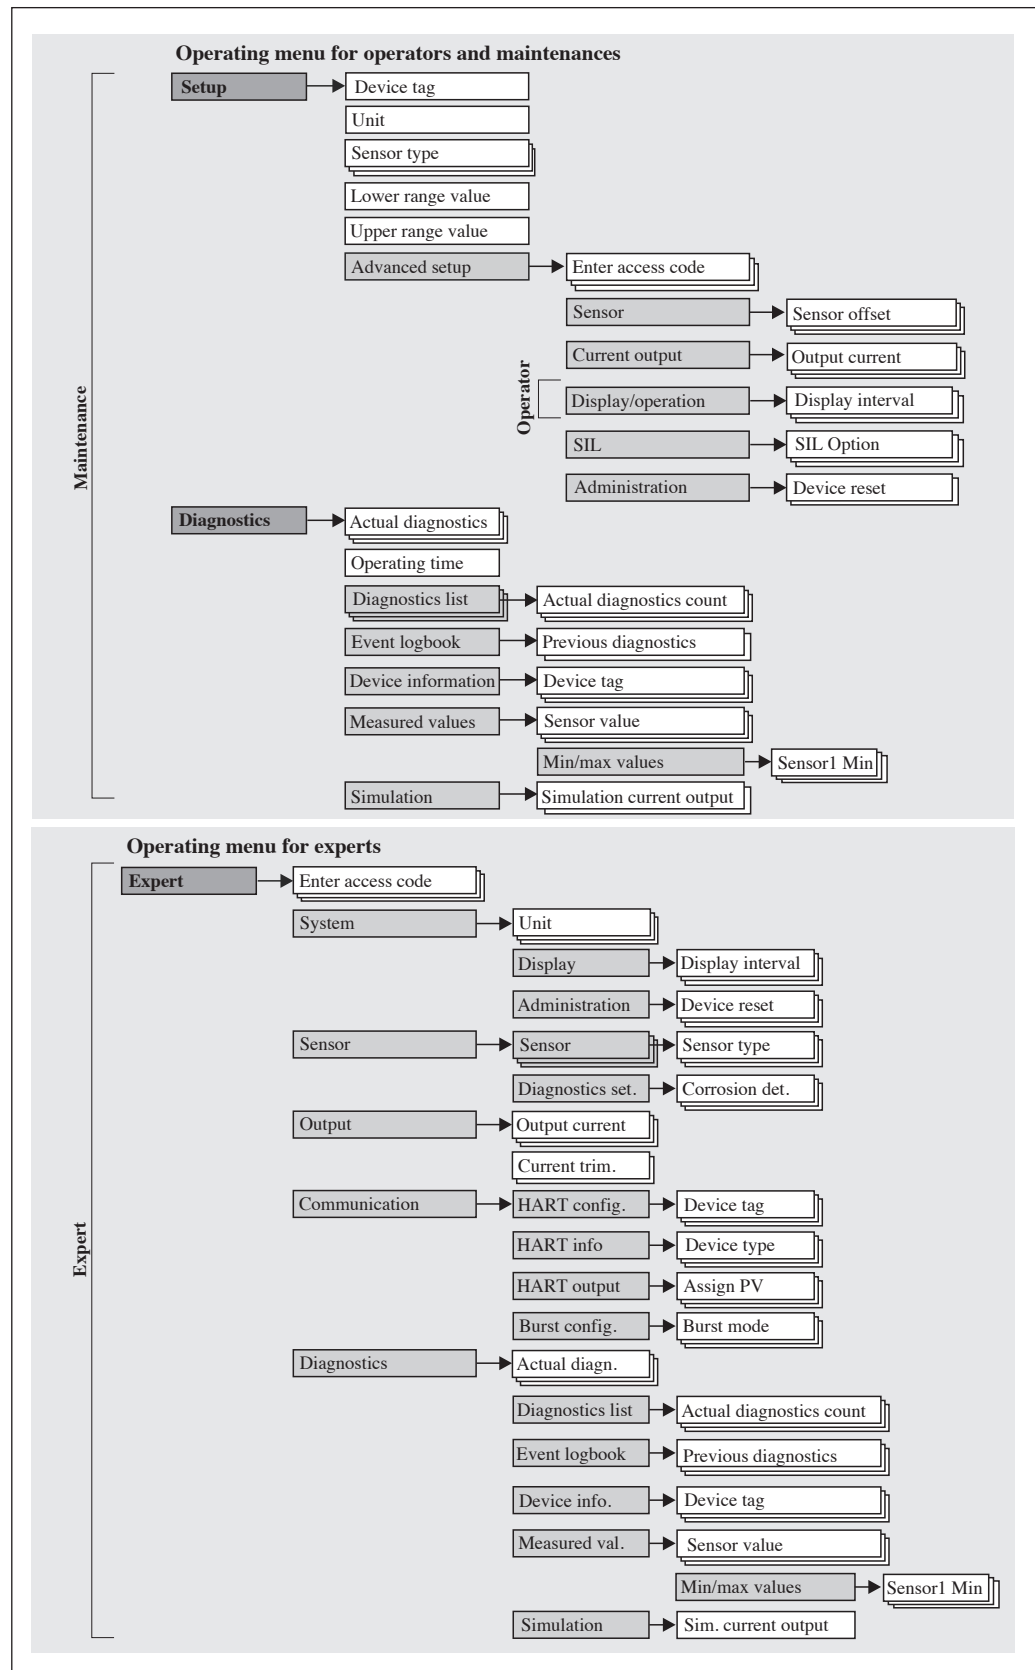 Operating menu for operators and maintenances
Setup
Device tag
Unit
Sensor type
Lower range value
Upper range value
Advanced setup
Enter access code
Sensor
Sensor offset
Current output
Output current
Operator
Display/operation
Display interval
SIL
SIL Option
Administration
Device reset
Maintenance
Diagnostics
Actual diagnostics
Operating time
Diagnostics list
Actual diagnostics count
Event logbook
Previous diagnostics
Device information
Device tag
Measured values
Sensor value
Min/max values
Sensor1 Min
Simulation
Simulation current output
Operating menu for experts
Expert
Enter access code
System
Unit
Display
Display interval
Administration
Device reset
Sensor
Sensor
Sensor type
Diagnostics set.
Corrosion det.
Output
Output current
Current trim.
Communication
HART config.
Device tag
Expert
HART info
Device type
HART output
Assign PV
Burst config.
Burst mode
Diagnostics
Actual diagn.
Diagnostics list
Actual diagnostics count
Event logbook
Previous diagnostics
Device info.
Device tag
Measured val.
Sensor value
Min/max values
Sensor1 Min
Simulation
Sim. current output